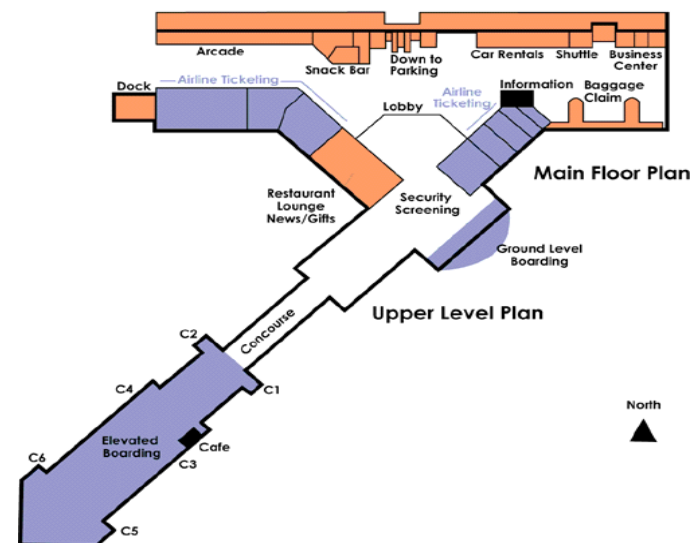 Arcade
Snack Bar
Down to
Parking
Car Rentals
Shuttle
Business
Center
Dock
Airline Ticketing
Airline
Ticketing
Information
Baggage
Claim
Lobby
Main Floor Plan
Restaurant
Lounge
News/Gifts
Security
Screening
Ground Level
Boarding
Upper Level Plan
Concourse
C2
C1
C4
North
Elevated
Boarding
Cafe
C3
C6
C5